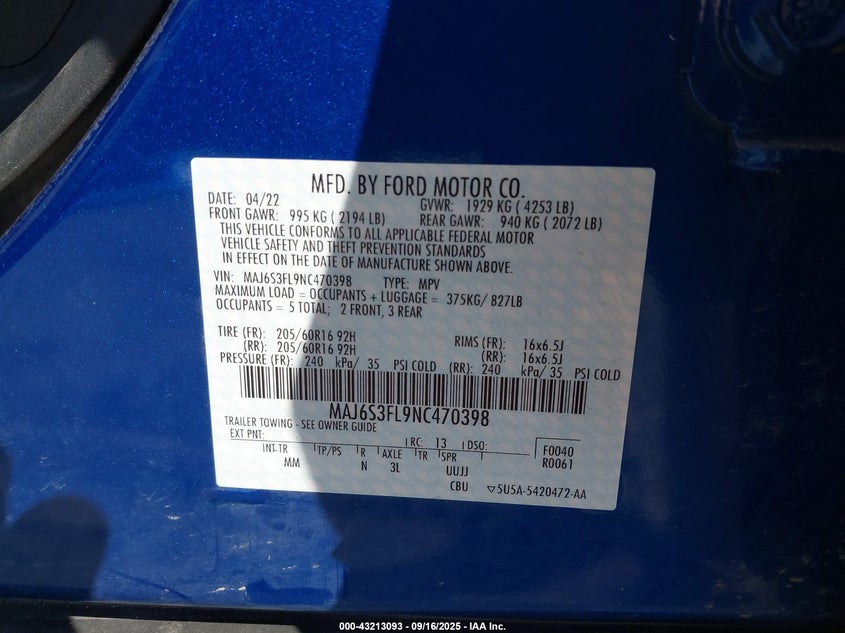 MFD. BY FORD MOTOR CO.
DATE: 04/22 GVWR: 1929 KG ( 4253 LB)
FRONT GAWR: 995 KG ( 2194 LB) REAR GAWR: 940 KG ( 2072 LB)
THIS VEHICLE CONFORMS TO ALL APPLICABLE FEDERAL MOTOR
VEHICLE SAFETY AND THEFT PREVENTION STANDARDS
IN EFFECT ON THE DATE OF MANUFACTURE SHOWN ABOVE.
VIN: MAJ6S3FL9NC470398 TYPE: MPV
MAXIMUM LOAD = OCCUPANTS + LUGGAGE = 375KG/ 827LB
OCCUPANTS = 5 TOTAL; 2 FRONT, 3 REAR
TIRE (FR): 205/60R16 92H RIMS (FR): 16x6.5J
(RR): 205/60R16 92H (RR): 16x6.5J
PRESSURE (FR): 240 kPa/ 35 PSI COLD (RR): 240 kPa/ 35 PSI COLD
MAJ6S3FL9NC470398
TRAILER TOWING - SEE OWNER GUIDE
EXT PNT: RC: 13 DSO: F0040
INT TR TP/PS R AXLE TR SPR R0061
MM N 3L UUJJ
CBU ▽5U5A-5420472-AA
000-43213093 - 09/16/2025 - IAA Inc.